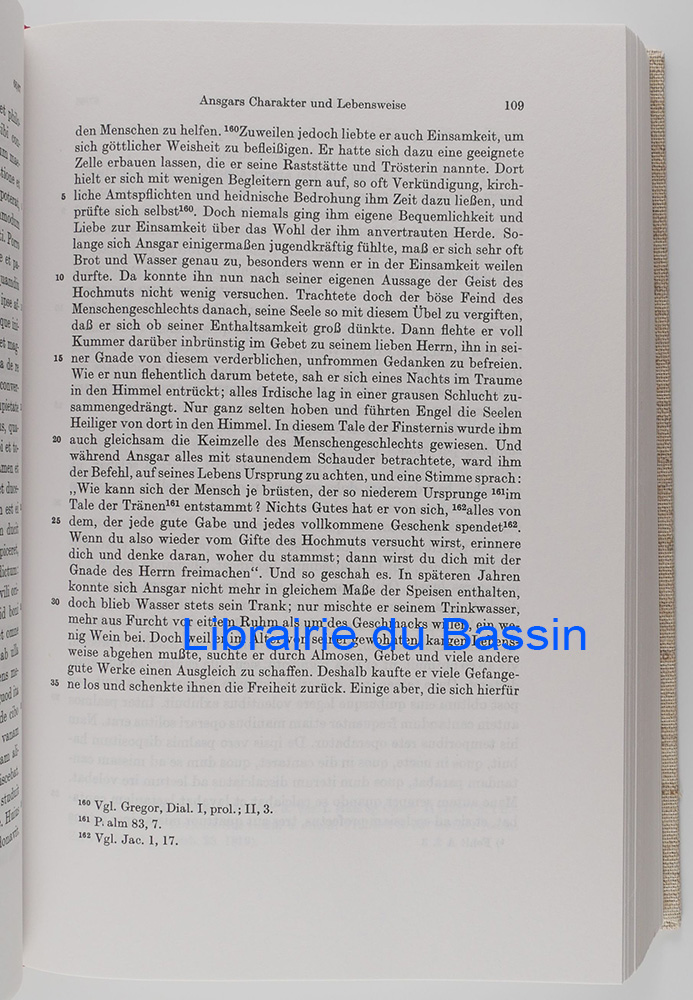 Ansgars Charakter und Lebensweise 109
den Menschen zu helfen. ¹⁶⁰Zuweilen jedoch liebte er auch Einsamkeit, um
sich göttlicher Weisheit zu befleißigen. Er hatte sich dazu eine geeignete
Zelle erbauen lassen, die er seine Raststätte und Trösterin nannte. Dort
hielt er sich mit wenigen Begleitern gern auf, so oft Verkündigung, kirch-
5 liche Amtspflichten und heidnische Bedrohung ihm Zeit dazu ließen, und
prüfte sich selbst¹⁶⁰. Doch niemals ging ihm eigene Bequemlichkeit und
Liebe zur Einsamkeit über das Wohl der ihm anvertrauten Herde. So-
lange sich Ansgar einigermaßen jugendkräftig fühlte, maß er sich sehr oft
Brot und Wasser genau zu, besonders wenn er in der Einsamkeit weilen
10 durfte. Da konnte ihn nun nach seiner eigenen Aussage der Geist des
Hochmuts nicht wenig versuchen. Trachtete doch der böse Feind des
Menschengeschlechts danach, seine Seele so mit diesem Übel zu vergiften,
daß er sich ob seiner Enthaltsamkeit groß dünkte. Dann flehte er voll
Kummer darüber inbrünstig im Gebet zu seinem lieben Herrn, ihn in sei-
15 ner Gnade von diesem verderblichen, unfrommen Gedanken zu befreien.
Wie er nun flehentlich darum betete, sah er sich eines Nachts im Traume
in den Himmel entrückt; alles Irdische lag in einer grausen Schlucht zu-
sammengedrängt. Nur ganz selten hoben und führten Engel die Seelen
Heiliger von dort in den Himmel. In diesem Tale der Finsternis wurde ihm
20 auch gleichsam die Keimzelle des Menschengeschlechts gewiesen. Und
während Ansgar alles mit staunendem Schauder betrachtete, ward ihm
der Befehl, auf seines Lebens Ursprung zu achten, und eine Stimme sprach:
„Wie kann sich der Mensch je brüsten, der so niederem Ursprunge ¹⁶¹im
Tale der Tränen¹⁶¹ entstammt? Nichts Gutes hat er von sich, ¹⁶²alles von
25 dem, der jede gute Gabe und jedes vollkommene Geschenk spendet¹⁶².
Wenn du also wieder vom Gifte des Hochmuts versucht wirst, erinnere
dich und denke daran, woher du stammst; dann wirst du dich mit der
Gnade des Herrn freimachen“. Und so geschah es. In späteren Jahren
konnte sich Ansgar nicht mehr in gleichem Maße der Speisen enthalten,
30 doch blieb Wasser stets sein Trank; nur mischte er seinem Trinkwasser,
mehr aus Furcht vor eitlem Ruhm als um des Geschmacks willen, ein we-
nig Wein bei. Doch weil er im Alter von seiner gewohnten, kargen Lebens-
weise abgehen mußte, suchte er durch Almosen, Gebet und viele andere
gute Werke einen Ausgleich zu schaffen. Deshalb kaufte er viele Gefange-
35 ne los und schenkte ihnen die Freiheit zurück. Einige aber, die sich hierfür
Librairie du Bassin
¹⁶⁰ Vgl. Gregor, Dial. I, prol.; II, 3.
¹⁶¹ P. alm 83, 7.
¹⁶² Vgl. Jac. 1, 17.